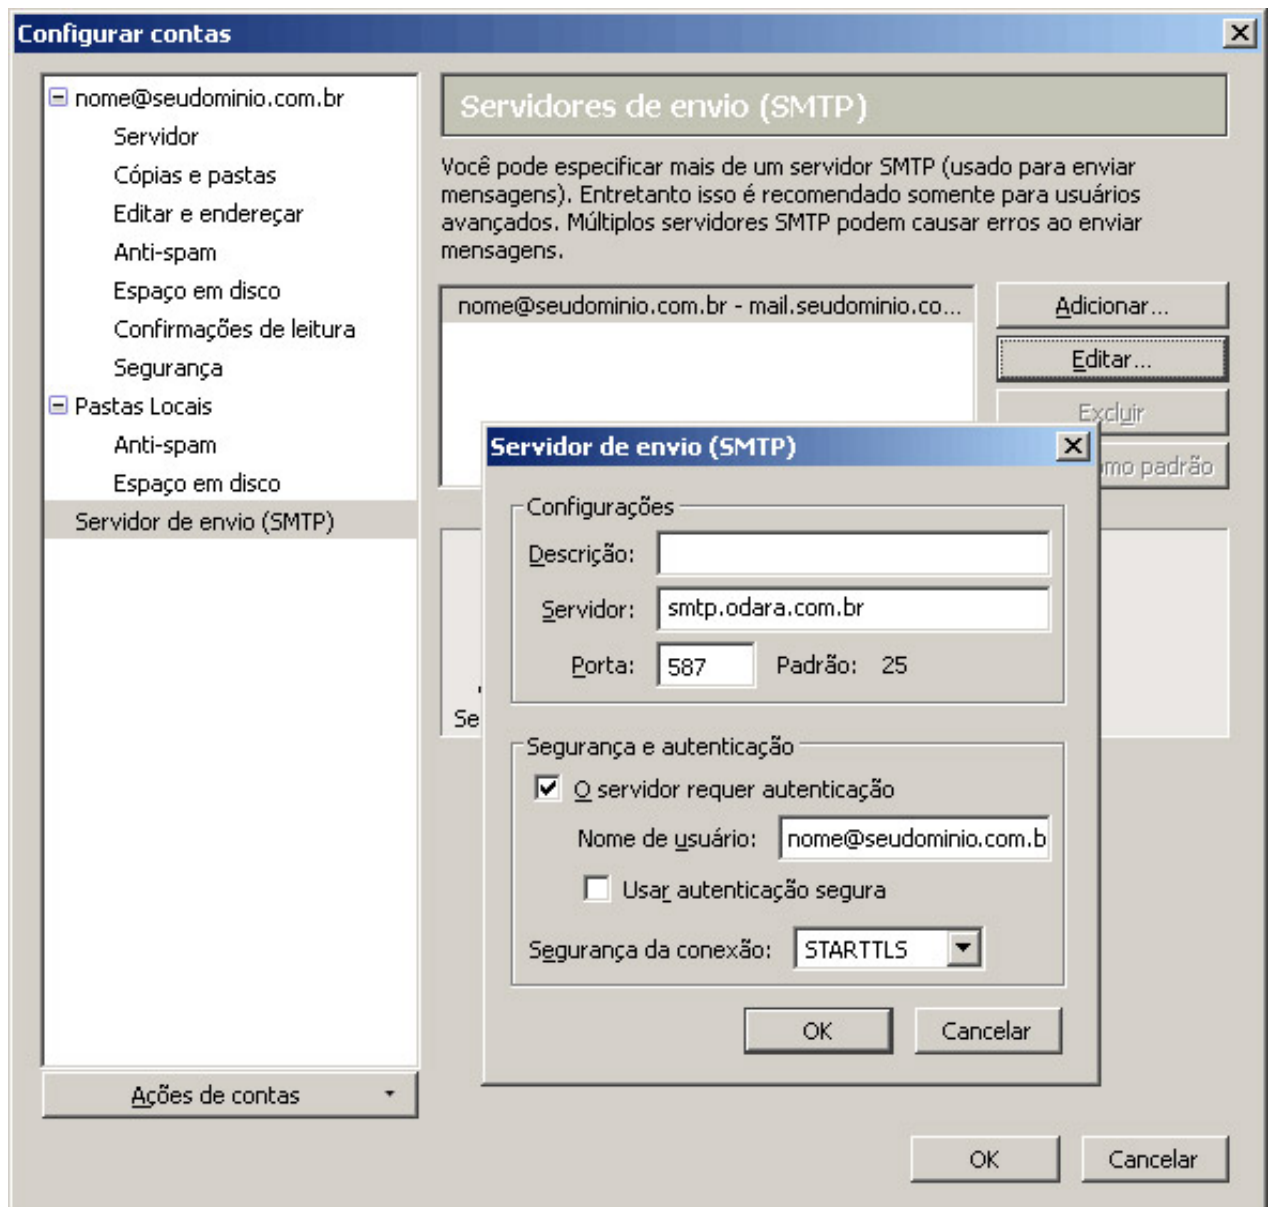 Configurar contas
nome@seudominio.com.br
Servidor
Cópias e pastas
Editar e endereçar
Anti-spam
Espaço em disco
Confirmações de leitura
Segurança
Pastas Locais
Anti-spam
Espaço em disco
Servidor de envio (SMTP)
Ações de contas
Servidores de envio (SMTP)
Você pode especificar mais de um servidor SMTP (usado para enviar
mensagens). Entretanto isso é recomendado somente para usuários
avançados. Múltiplos servidores SMTP podem causar erros ao enviar
mensagens.
nome@seudominio.com.br - mail.seudominio.co...
Adicionar...
Editar...
Excluir
omo padrão
Se
Servidor de envio (SMTP)
Configurações
Descrição:
Servidor: smtp.odara.com.br
Porta: 587 Padrão: 25
Segurança e autenticação
O servidor requer autenticação
Nome de usuário: nome@seudominio.com.b
Usar autenticação segura
Segurança da conexão: STARTTLS
OK Cancelar
OK Cancelar